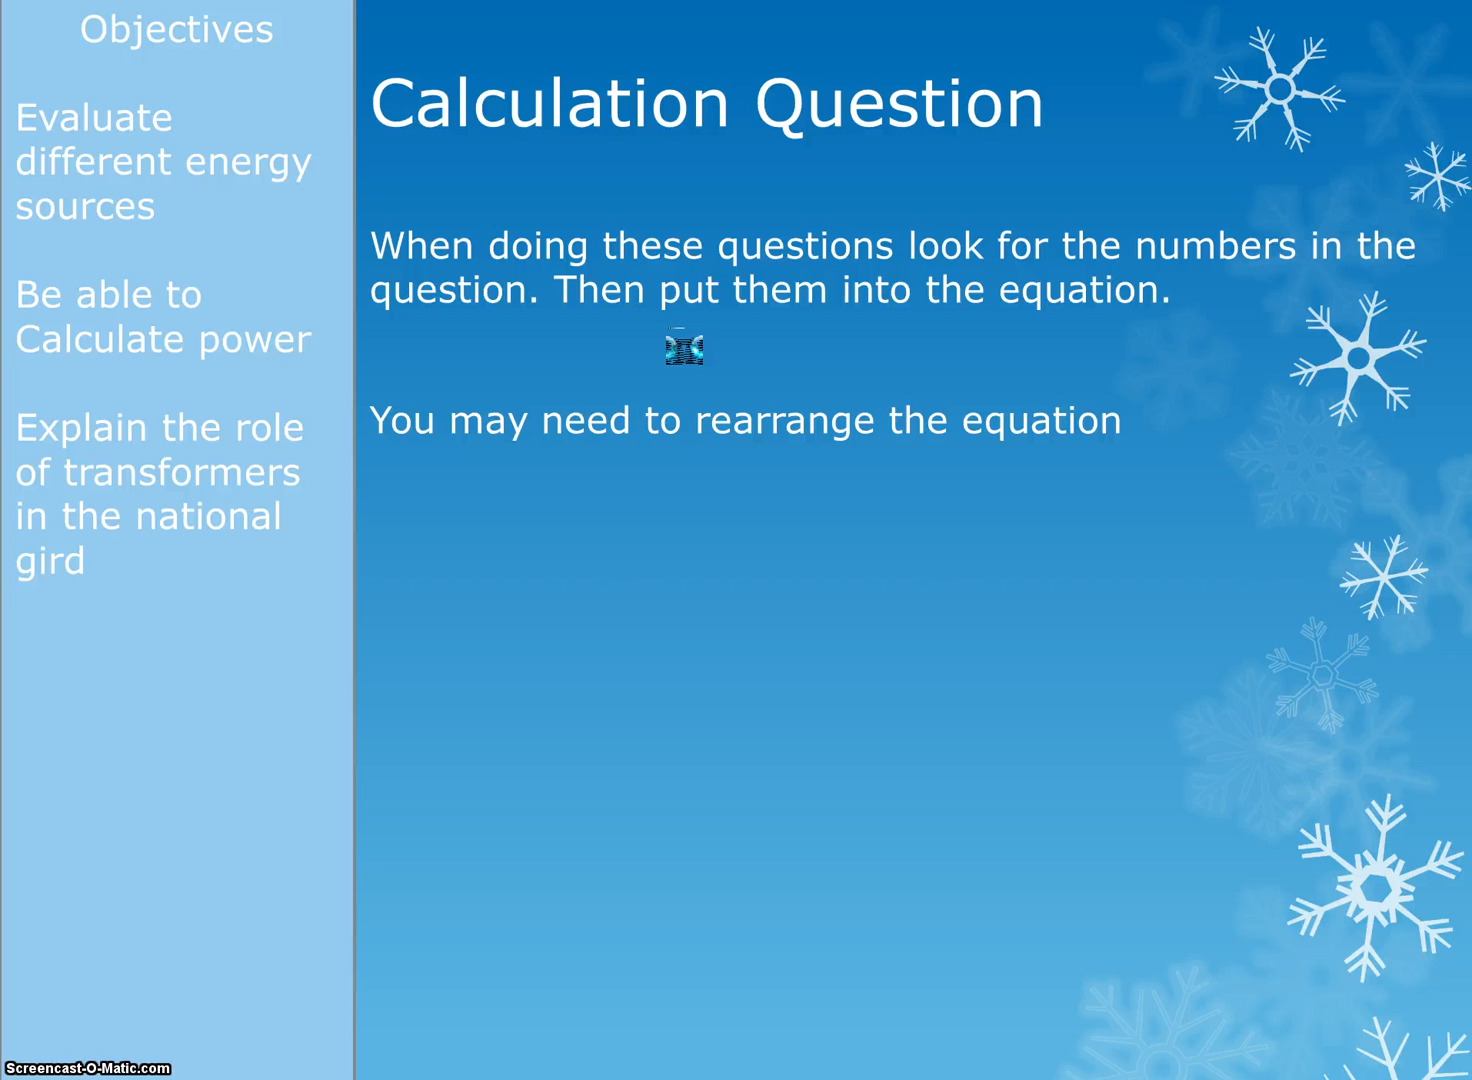 Objectives
Evaluate
different energy
sources
Be able to
Calculate power
Explain the role
of transformers
in the national
gird
Calculation Question
When doing these questions look for the numbers in the
question. Then put them into the equation.
You may need to rearrange the equation
Screencast-O-Matic.com